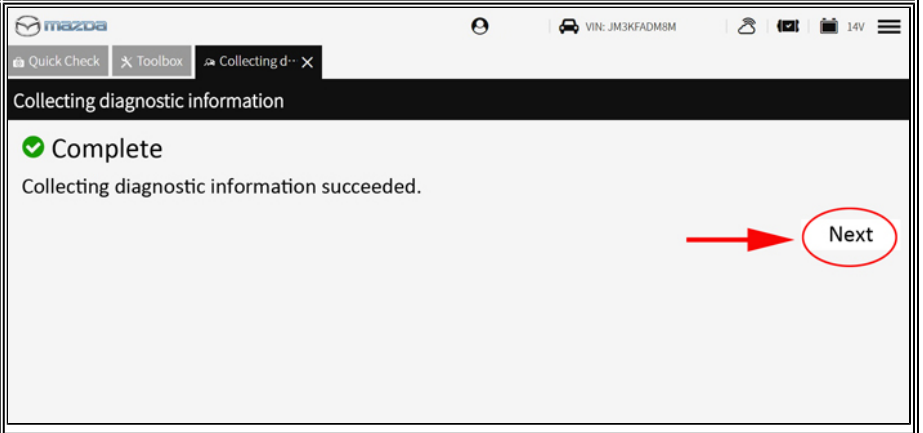 mazda
VIN: JM3KFADM8M
14V
Quick Check
Toolbox
Collecting d··
Collecting diagnostic information
Complete
Collecting diagnostic information succeeded.
Next